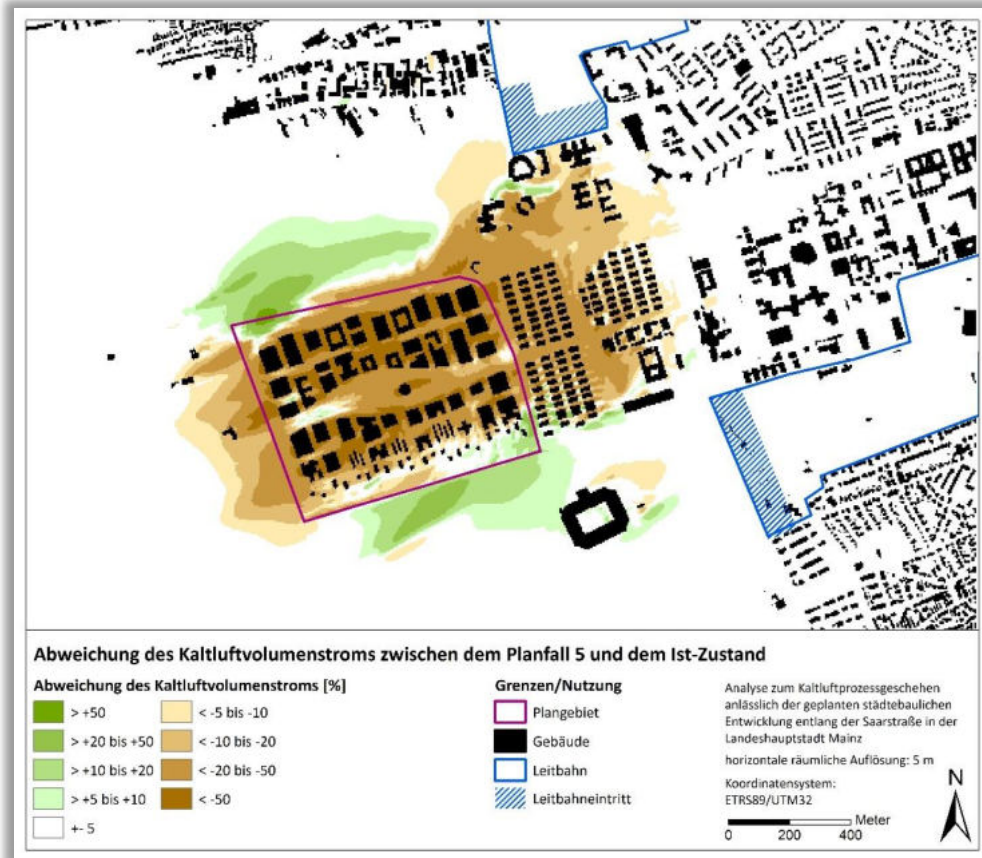 Abweichung des Kaltluftvolumenstroms zwischen dem Planfall 5 und dem Ist-Zustand
Abweichung des Kaltluftvolumenstroms [%]
> +50
> +20 bis +50
> +10 bis +20
> +5 bis +10
+- 5
< -5 bis -10
< -10 bis -20
< -20 bis -50
< -50
Grenzen/Nutzung
Plangebiet
Gebäude
Leitbahn
Leitbahneintritt
Analyse zum Kaltluftprozessgeschehen
anlässlich der geplanten städtebaulichen
Entwicklung entlang der Saarstraße in der
Landeshauptstadt Mainz
horizontale räumliche Auflösung: 5 m
Koordinatensystem:
ETRS89/UTM32
Meter
0 200 400
N